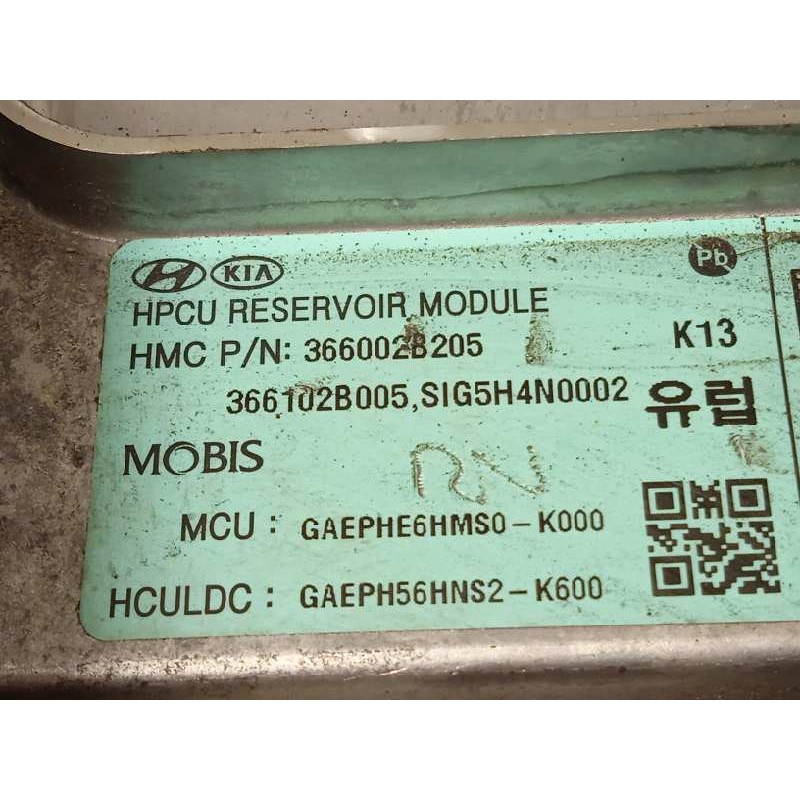 KIA
Pb
HPCU RESERVOIR MODULE
HMC P/N: 366002B205 K13
366102B005,SIG5H4N0002 유럽
MOBIS
RN
MCU : GAEPHE6HMS0-K000
HCULDC : GAEPH56HNS2-K600